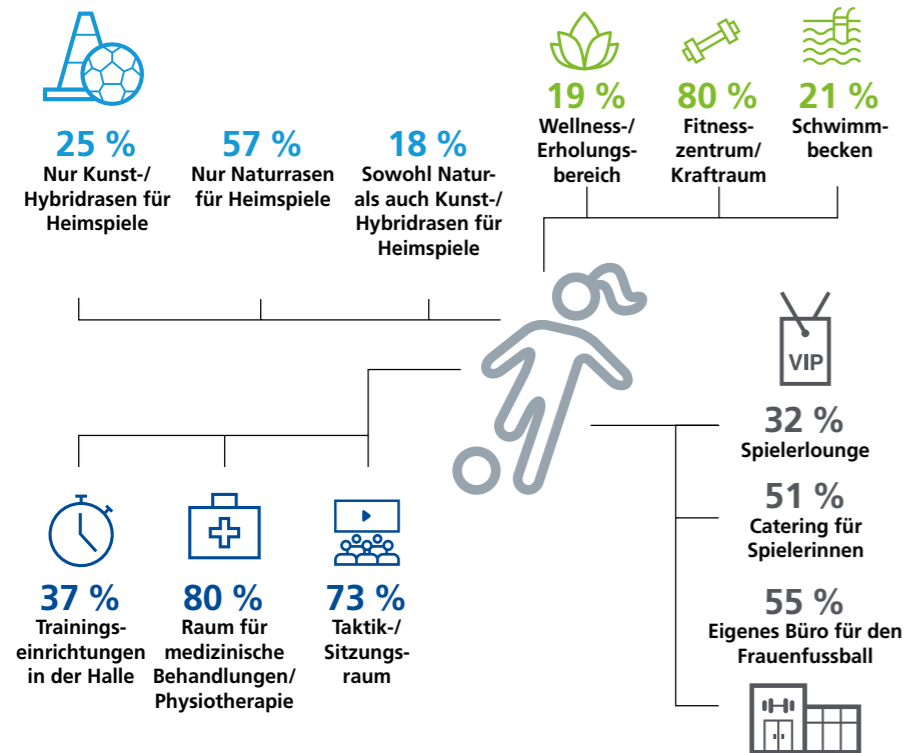 25 %
Nur Kunst-/
Hybridrasen für
Heimspiele
57 %
Nur Naturrasen
für Heimspiele
18 %
Sowohl Natur-
als auch Kunst-/
Hybridrasen für
Heimspiele
19 %
Wellness-/
Erholungs-
bereich
80 %
Fitness-
zentrum/
Kraftraum
21 %
Schwimm-
becken
VIP
32 %
Spielerlounge
51 %
Catering für
Spielerinnen
55 %
Eigenes Büro für den
Frauenfussball
37 %
Trainings-
einrichtungen
in der Halle
80 %
Raum für
medizinische
Behandlungen/
Physiotherapie
73 %
Taktik-/
Sitzungs-
raum